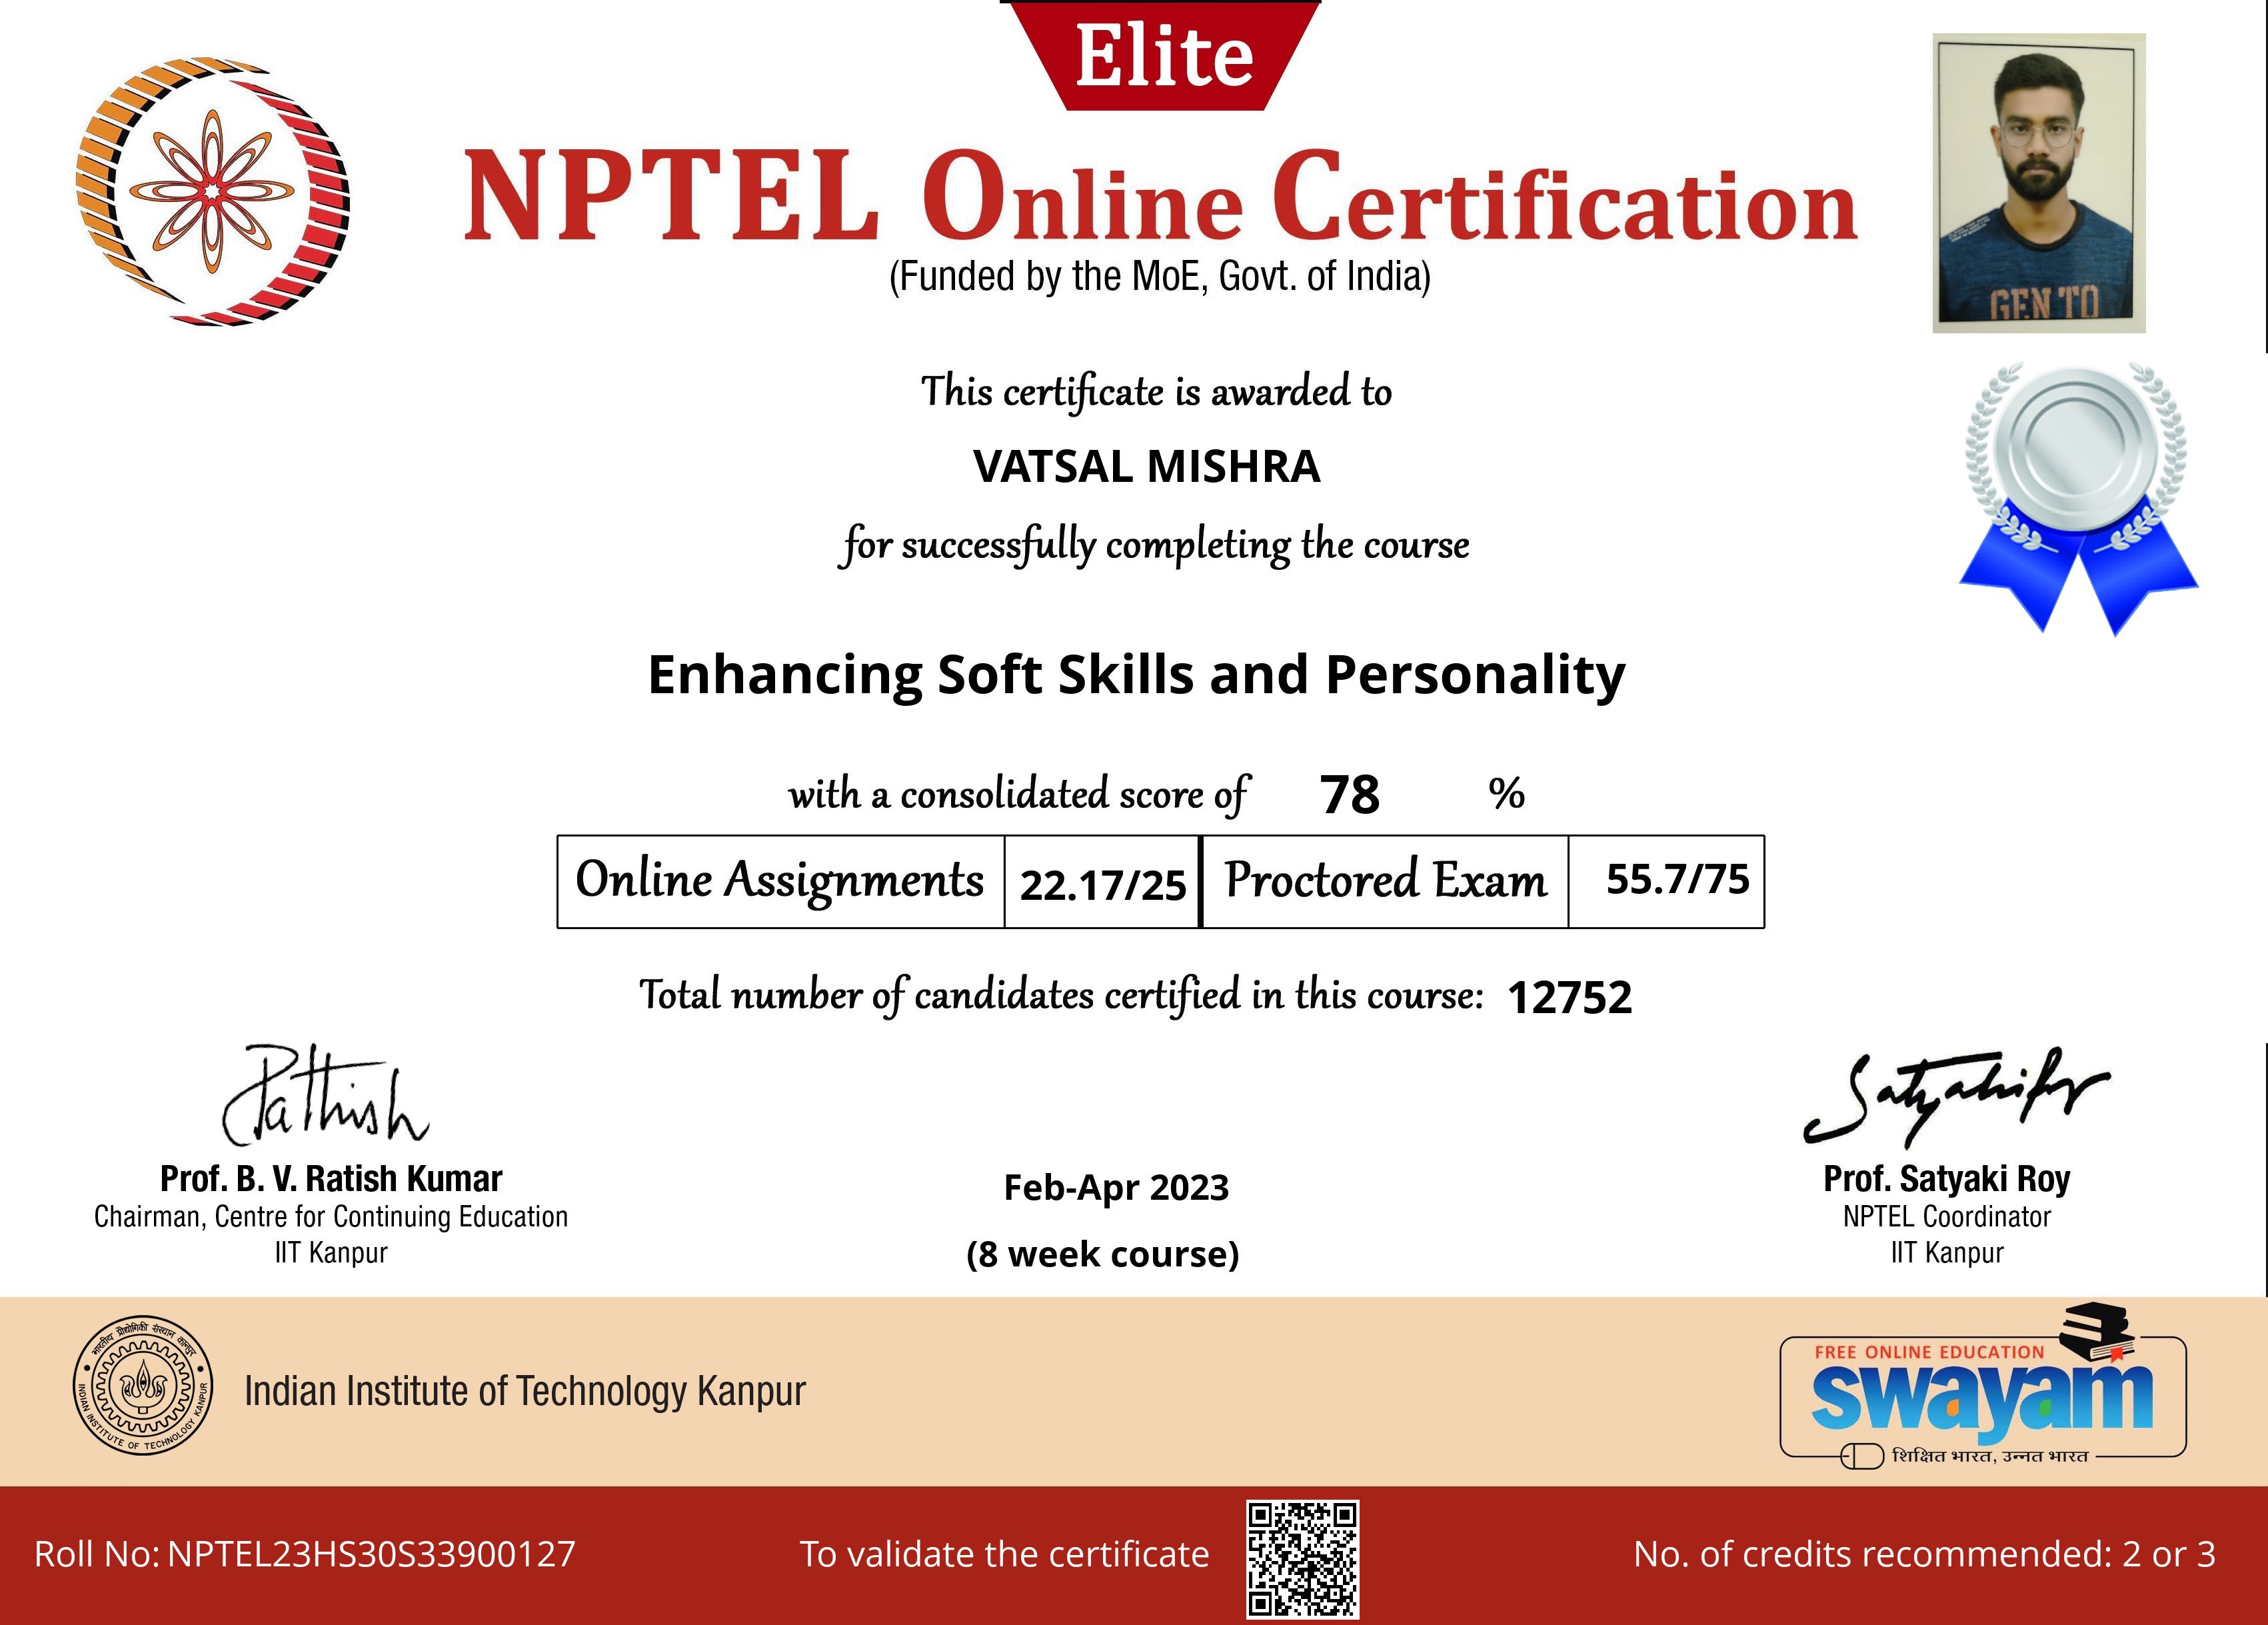 Elite
NPTEL Online Certification
(Funded by the MoE, Govt. of India)
GEN TO
This certificate is awarded to
VATSAL MISHRA
for successfully completing the course
Enhancing Soft Skills and Personality
with a consolidated score of 78 %
Online Assignments 22.17/25 Proctored Exam 55.7/75
Total number of candidates certified in this course: 12752
Prof. B. V. Ratish Kumar
Chairman, Centre for Continuing Education
IIT Kanpur
Feb-Apr 2023
(8 week course)
Prof. Satyaki Roy
NPTEL Coordinator
IIT Kanpur
भारतीय प्रौद्योगिकी संस्थान कानपुर
INDIAN INSTITUTE OF TECHNOLOGY KANPUR
Indian Institute of Technology Kanpur
FREE ONLINE EDUCATION
swayam
शिक्षित भारत, उन्नत भारत
Roll No: NPTEL23HS30S33900127
To validate the certificate
No. of credits recommended: 2 or 3